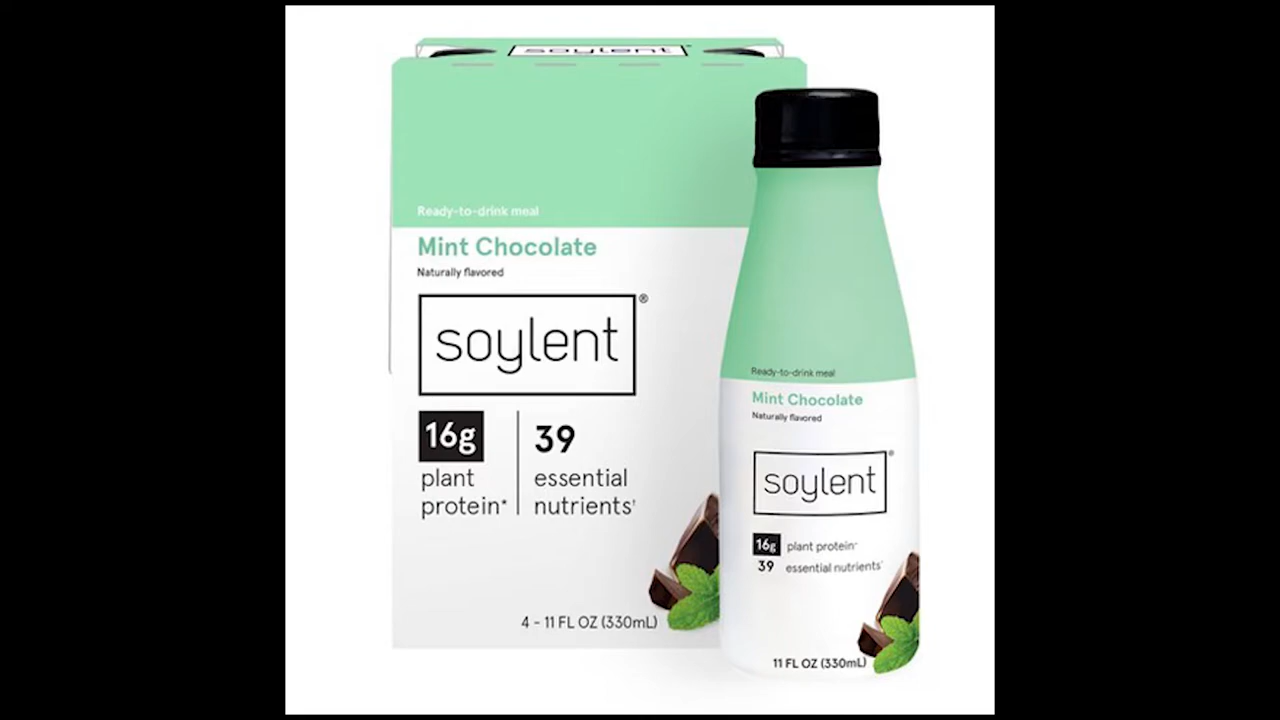 soylent
Ready-to-drink meal
Mint Chocolate
Naturally flavored
soylent®
16g
plant
protein*
39
essential
nutrients†
4 - 11 FL OZ (330mL)
Ready-to-drink meal
Mint Chocolate
Naturally flavored
soylent®
16g plant protein*
39 essential nutrients†
11 FL OZ (330mL)